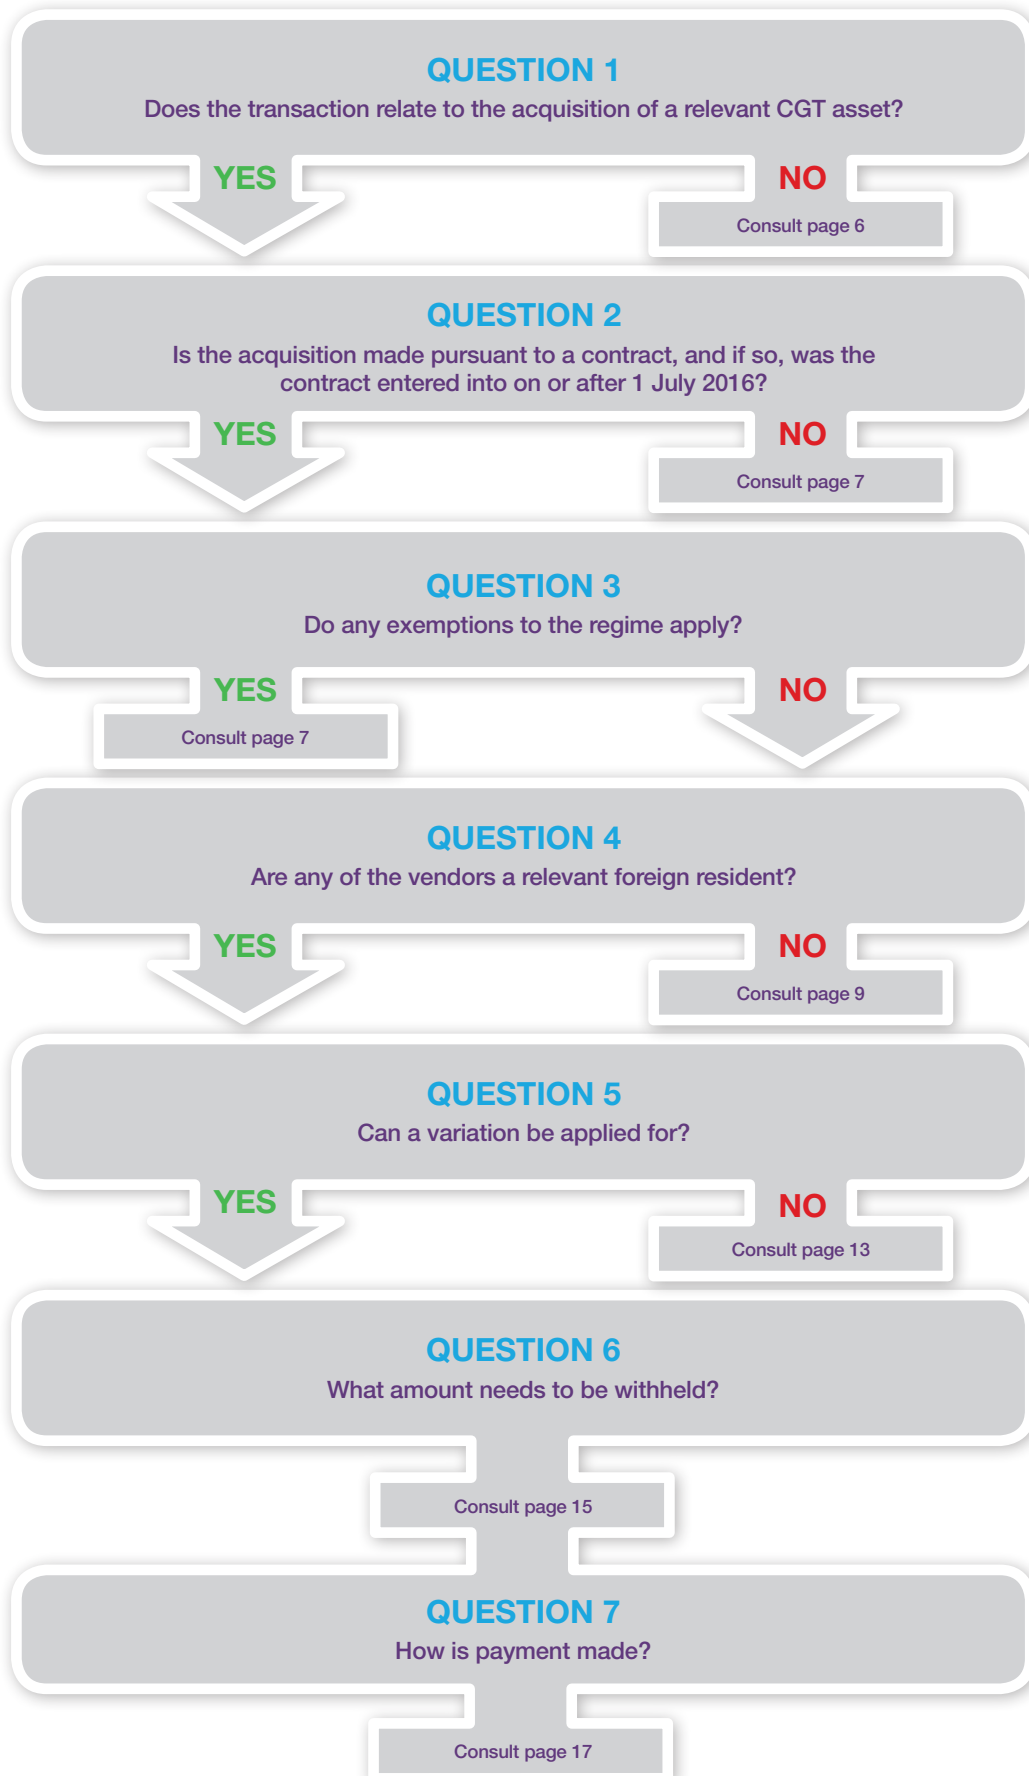 QUESTION 1
Does the transaction relate to the acquisition of a relevant CGT asset?
YES
NO
Consult page 6
QUESTION 2
Is the acquisition made pursuant to a contract, and if so, was the
contract entered into on or after 1 July 2016?
YES
NO
Consult page 7
QUESTION 3
Do any exemptions to the regime apply?
YES
NO
Consult page 7
QUESTION 4
Are any of the vendors a relevant foreign resident?
YES
NO
Consult page 9
QUESTION 5
Can a variation be applied for?
YES
NO
Consult page 13
QUESTION 6
What amount needs to be withheld?
Consult page 15
QUESTION 7
How is payment made?
Consult page 17